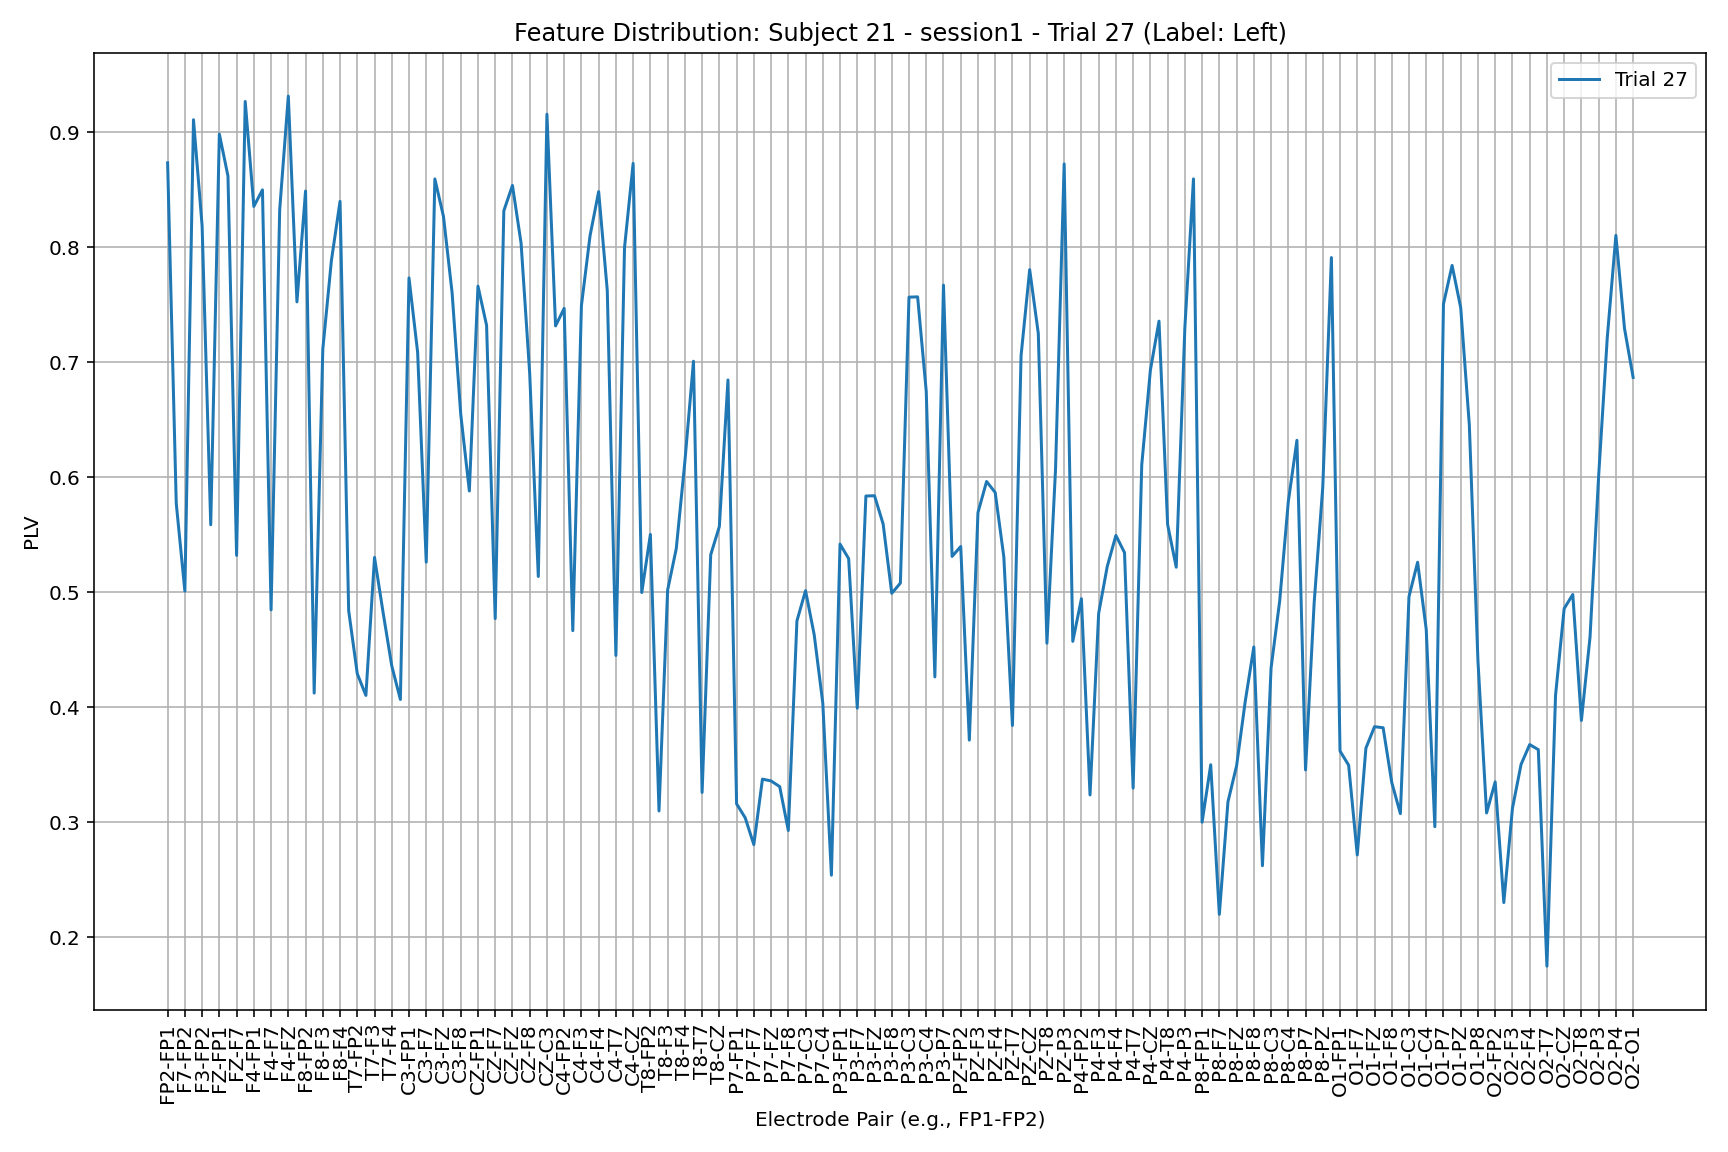 Feature Distribution: Subject 21 - session1 - Trial 27 (Label: Left)
Trial 27
PLV
0.9
0.8
0.7
0.6
0.5
0.4
0.3
0.2
FP2-FP1
F7-FP2
F3-FP2
FZ-FP1
FZ-F7
F4-FP1
F4-F7
F4-FZ
F8-FP2
F8-F3
F8-F4
T7-FP2
T7-F3
T7-F4
C3-FP1
C3-F7
C3-FZ
C3-F8
CZ-FP1
CZ-F7
CZ-FZ
CZ-F8
CZ-C3
C4-FP2
C4-F3
C4-F4
C4-T7
C4-CZ
T8-FP2
T8-F3
T8-F4
T8-T7
T8-CZ
P7-FP1
P7-F7
P7-FZ
P7-F8
P7-C3
P7-C4
P3-FP1
P3-F7
P3-FZ
P3-F8
P3-C3
P3-C4
P3-P7
PZ-FP2
PZ-F3
PZ-F4
PZ-T7
PZ-CZ
PZ-T8
PZ-P3
P4-FP2
P4-F3
P4-F4
P4-T7
P4-CZ
P4-T8
P4-P3
P8-FP1
P8-F7
P8-FZ
P8-F8
P8-C3
P8-C4
P8-P7
P8-PZ
O1-FP1
O1-F7
O1-FZ
O1-F8
O1-C3
O1-C4
O1-P7
O1-PZ
O1-P8
O2-FP2
O2-F3
O2-F4
O2-T7
O2-CZ
O2-T8
O2-P3
O2-P4
O2-O1
Electrode Pair (e.g., FP1-FP2)